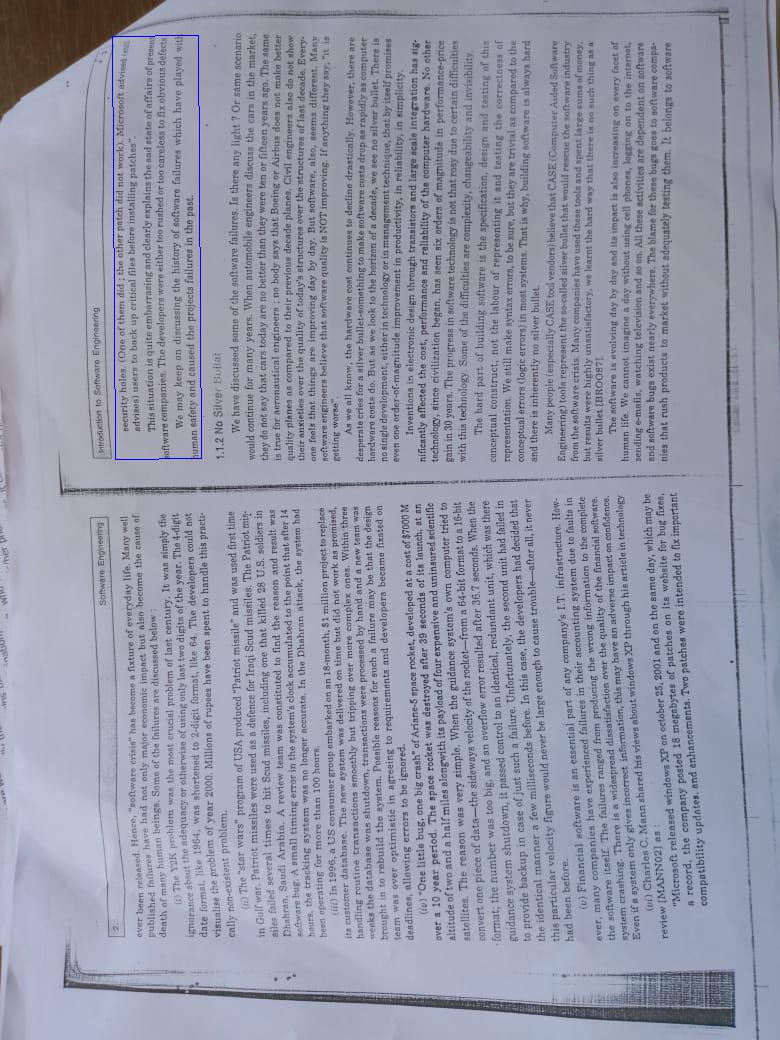 2
Software Engineering
ever been released. Hence, "software crisis" has become a fixture of everyday life. Many well
published failures have had not only major economic impact but also become the cause of
death of many human beings. Some of the failures are discussed below :
(i) The Y2K problem was the most crucial problem of last century. It was simply the
ignorance about the adequacy or otherwise of using only last two digits of the year. The 4-digit
date format, like 1964, was shortened to 2-digit format, like 64. The developers could not
visualise the problem of year 2000. Millions of rupees have been spent to handle this practi-
cally non-existent problem.
(ii) The "star wars" program of USA produced "Patriot missile" and was used first time
in Gulf war. Patriot missiles were used as a defence for Iraqi Scud missiles. The Patriot mis-
siles failed several times to hit Scud missiles, including one that killed 28 U.S. soldiers in
Dhahran, Saudi Arabia. A review team was constituted to find the reason and result was
software bug. A small timing error in the system's clock accumulated to the point that after 14
hours, the tracking system was no longer accurate. In the Dhahran attack, the system had
been operating for more than 100 hours.
(iii) In 1996, a US consumer group embarked on an 18-month, $1 million project to replace
its customer database. The new system was delivered on time but did not work as promised,
handling routine transactions smoothly but tripping over more complex ones. Within three
weeks the database was shutdown, transactions were processed by hand and a new team was
brought in to rebuild the system. Possible reasons for such a failure may be that the design
team was over optimistic in agreeing to requirements and developers became fixated on
deadlines, allowing errors to be ignored.
(iv) "One little bug, one big crash" of Ariane-5 space rocket, developed at a cost of $7000 M
over a 10 year period. The space rocket was destroyed after 39 seconds of its launch, at an
altitude of two and a half miles alongwith its payload of four expensive and uninsured scientific
satellites. The reason was very simple. When the guidance system's own computer tried to
convert one piece of data—the sideways velocity of the rocket—from a 64-bit format to a 16-bit
format; the number was too big, and an overflow error resulted after 36.7 seconds. When the
guidance system shutdown, it passed control to an identical, redundant unit, which was there
to provide backup in case of just such a failure. Unfortunately, the second unit had failed in
the identical manner a few milliseconds before. In this case, the developers had decided that
this particular velocity figure would never be large enough to cause trouble—after all, it never
had been before.
(v) Financial software is an essential part of any company's I.T. infrastructure. How-
ever, many companies have experienced failures in their accounting system due to faults in
the software itself. The failures ranged from producing the wrong information to the complete
system crashing. There is a widespread dissatisfaction over the quality of the financial software.
Even if a system only gives incorrect information, this may have an adverse impact on confidence.
(vi) Charles C. Mann shared his views about windows XP through his article in technology
review [MANN02] as :
"Microsoft released windows XP on october 25, 2001 and on the same day, which may be
a record, the company posted 18 megabytes of patches on its website for bug fixes,
compatibility updates, and enhancements. Two patches were intended to fix important
Introduction to Software Engineering
security holes. (One of them did ; the other patch did not work). Microsoft advised (still
advises) users to back up critical files before installing patches".
This situation is quite embarrasing and clearly explains the sad state of affairs of present
software companies. The developers were either too rushed or too careless to fix obvious defects
We may keep on discussing the history of software failures which have played with
human safety and caused the projects failures in the past.
1.1.2 No Silver Bullet
We have discussed some of the software failures. Is there any light ? Or same scenario
would continue for many years. When automobile engineers discuss the cars in the market,
they do not say that cars today are no better than they were ten or fifteen years ago. The same
is true for aeronautical engineers ; no body says that Boeing or Airbus does not make better
quality planes as compared to their previous decade planes. Civil engineers also do not show
their anxieties over the quality of today's structures over the structures of last decade. Every-
one feels that things are improving day by day. But software, also, seems different. Many
software engineers believe that software quality is NOT improving. If anything they say, "it is
getting worse".
As we all know, the hardware cost continues to decline drastically. However, there are
desperate cries for a silver bullet-something to make software costs drop as rapidly as computer
hardware costs do. But as we look to the horizon of a decade, we see no silver bullet. There is
no single development, either in technology or in management technique, that by itself promises
even one order-of-magnitude improvement in productivity, in reliability, in simplicity.
Inventions in electronic design through transistors and large scale integration has sig-
nificantly affected the cost, performance and reliability of the computer hardware. No other
technology, since civilization began, has seen six orders of magnitude in performance-price
gain in 30 years. The progress in software technology is not that rosy due to certain difficulties
with this technology. Some of the difficulties are complexity, changeability and invisibility.
The hard part of building software is the specification, design and testing of this
conceptual construct, not the labour of representing it and testing the correctness of
representation. We still make syntax errors, to be sure, but they are trivial as compared to the
conceptual errors (logic errors) in most systems. That is why, building software is always hard
and there is inherently no silver bullet.
Many people (especially CASE tool vendors) believe that CASE (Computer Aided Software
Engineering) tools represent the so-called silver bullet that would rescue the software industry
from the software crisis. Many companies have used these tools and spent large sums of money,
but results were highly unsatisfactory, we learnt the hard way that there is no such thing as a
silver bullet [BROO87].
The software is evolving day by day and its impact is also increasing on every facet of
human life. We cannot imagine a day without using cell phones, logging on to the internet,
sending e-mails, watching television and so on. All these activities are dependent on software
and software bugs exist nearly everywhere. The blame for these bugs goes to software compa-
nies that rush products to market without adequately testing them. It belongs to software